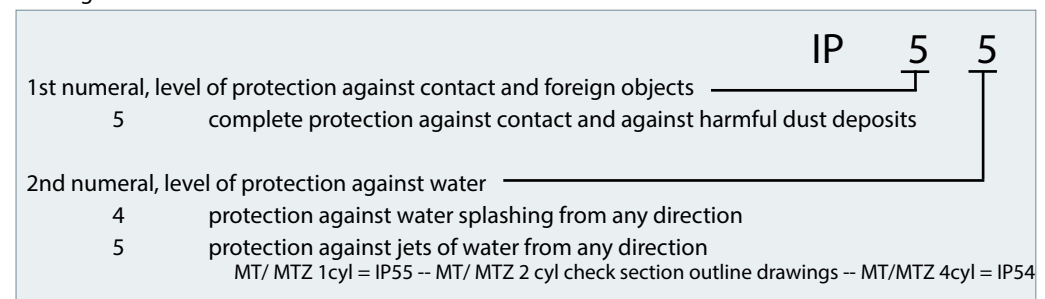 IP 5 5
1st numeral, level of protection against contact and foreign objects
5 complete protection against contact and against harmful dust deposits
2nd numeral, level of protection against water
4 protection against water splashing from any direction
5 protection against jets of water from any direction
MT/ MTZ 1cyl = IP55 -- MT/ MTZ 2 cyl check section outline drawings -- MT/MTZ 4cyl = IP54